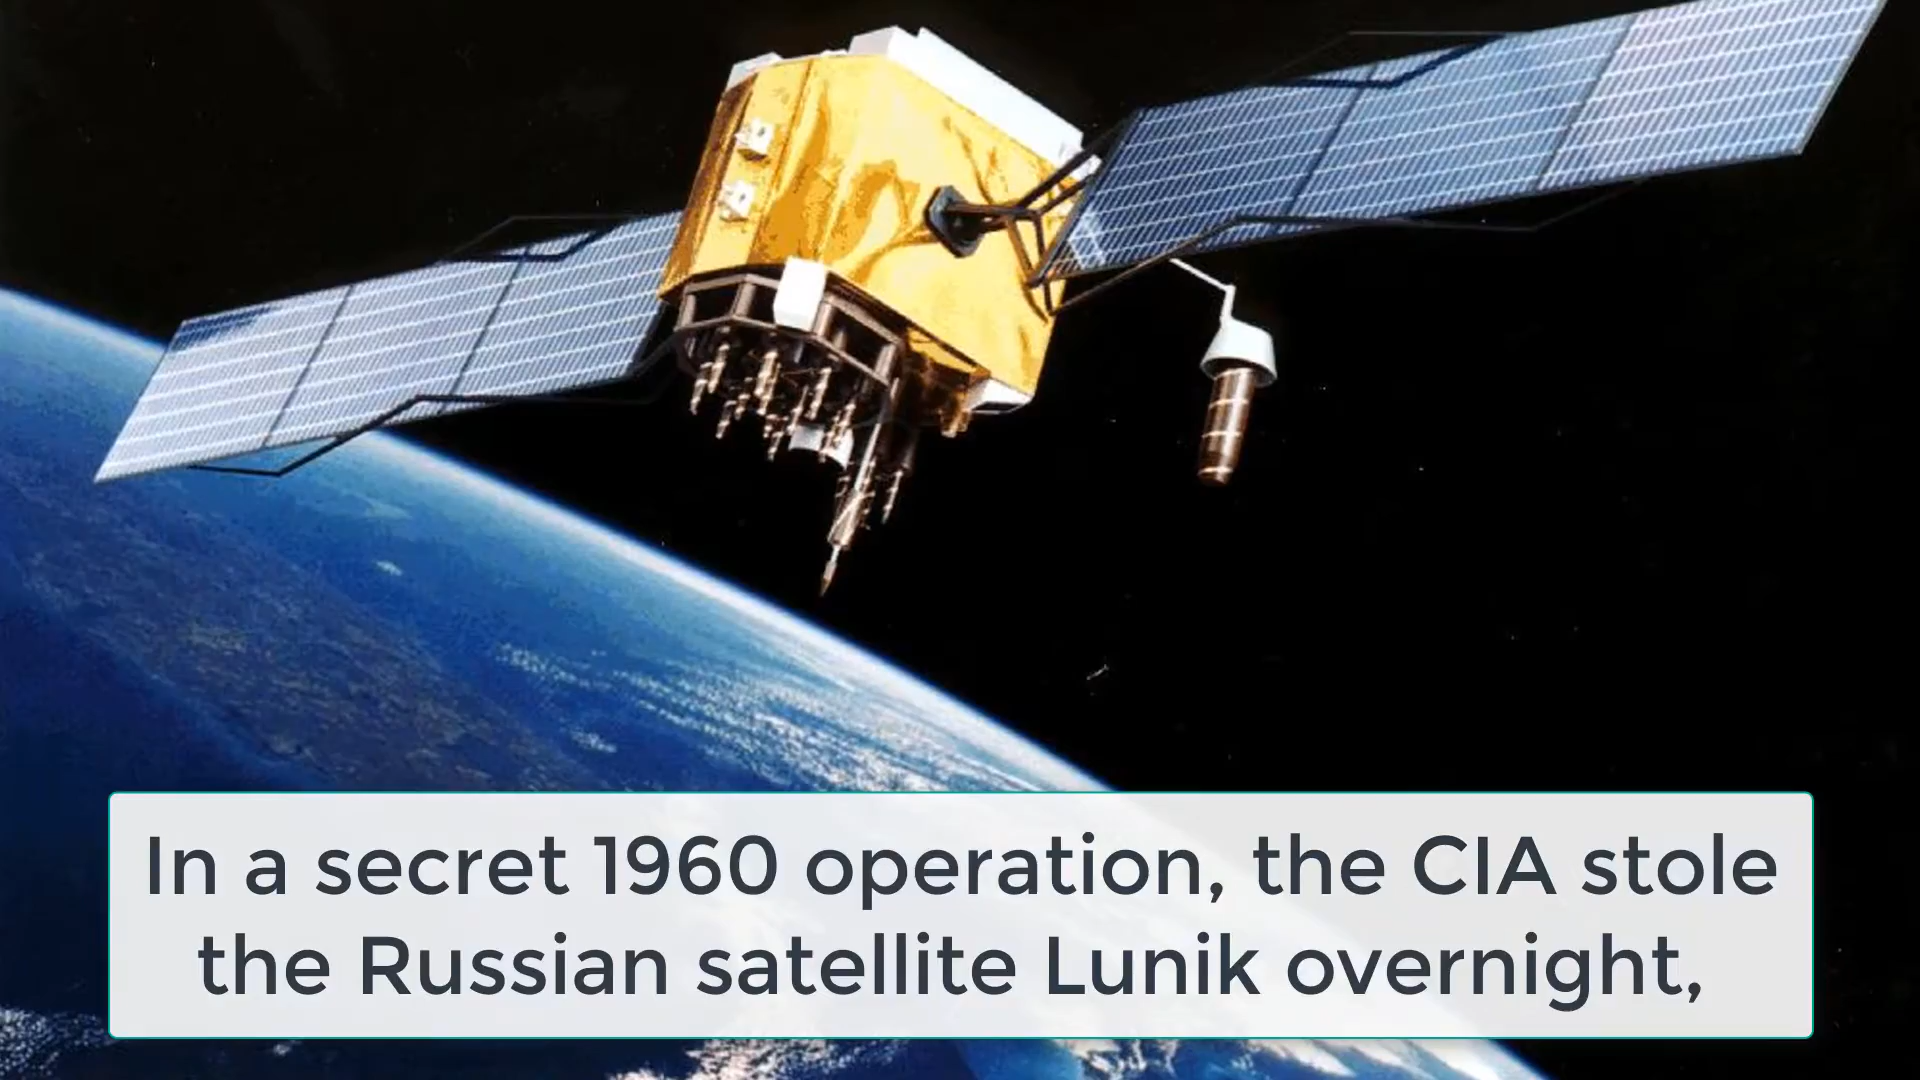 In a secret 1960 operation, the CIA stole
the Russian satellite Lunik overnight,